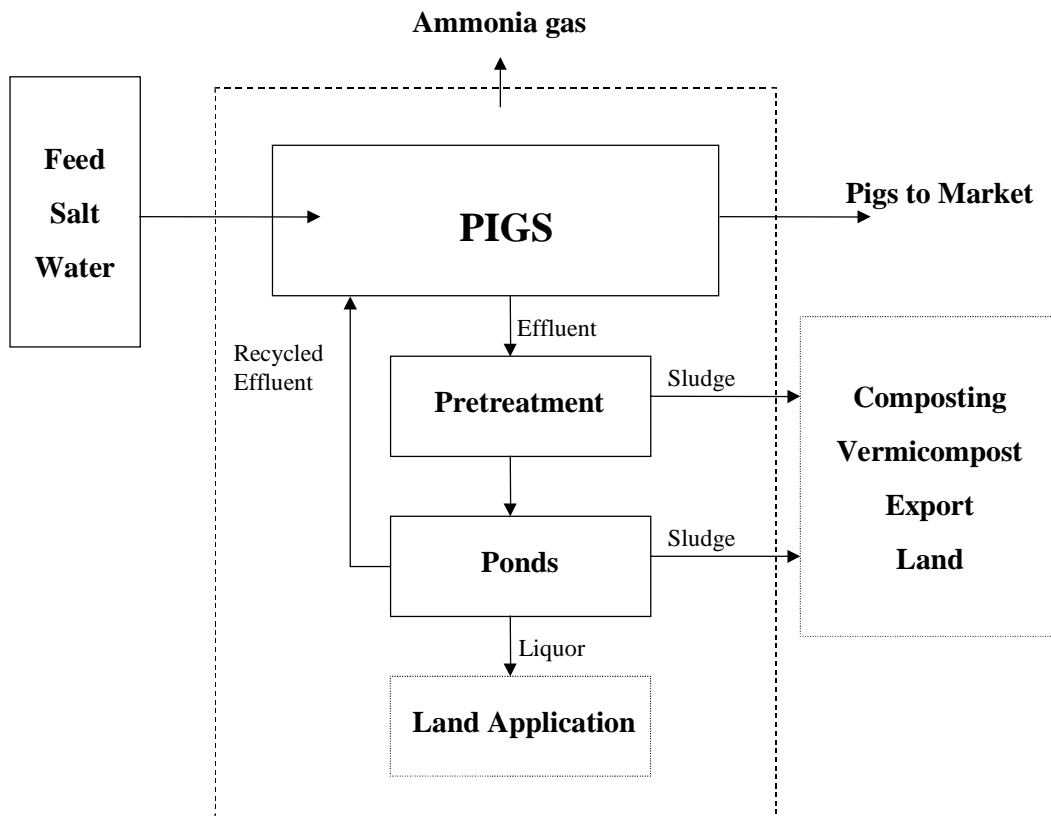 Ammonia gas
Feed
Salt
Water
PIGS
Pigs to Market
Effluent
Recycled
Effluent
Pretreatment
Sludge
Composting
Vermicompost
Export
Land
Ponds
Sludge
Liquor
Land Application